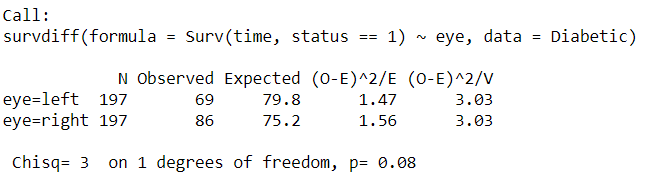 Call:
survdiff(formula = Surv(time, status == 1) ~ eye, data = Diabetic)
N Observed Expected (O-E)^2/E (O-E)^2/V
eye=left 197 69 79.8 1.47 3.03
eye=right 197 86 75.2 1.56 3.03
Chisq= 3 on 1 degrees of freedom, p= 0.08